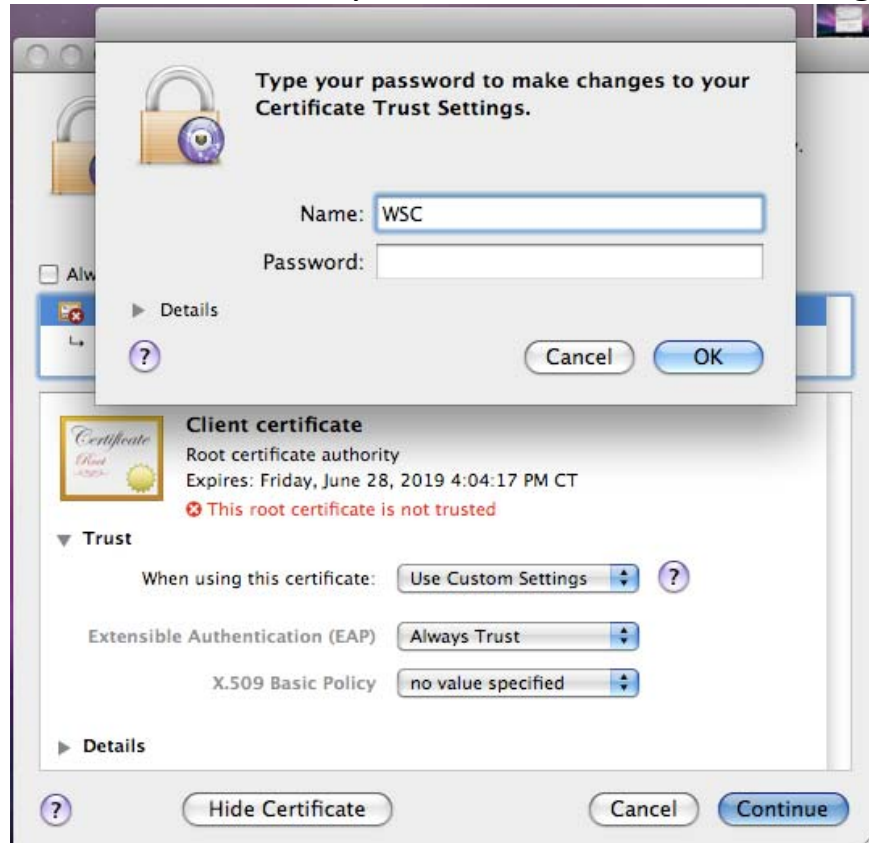 Type your password to make changes to your
Certificate Trust Settings.
Name: WSC
Password:
Details
?
Cancel OK
Alw
Certificate
Root
Client certificate
Root certificate authority
Expires: Friday, June 28, 2019 4:04:17 PM CT
This root certificate is not trusted
Trust
When using this certificate: Use Custom Settings ?
Extensible Authentication (EAP) Always Trust
X.509 Basic Policy no value specified
Details
? Hide Certificate Cancel Continue